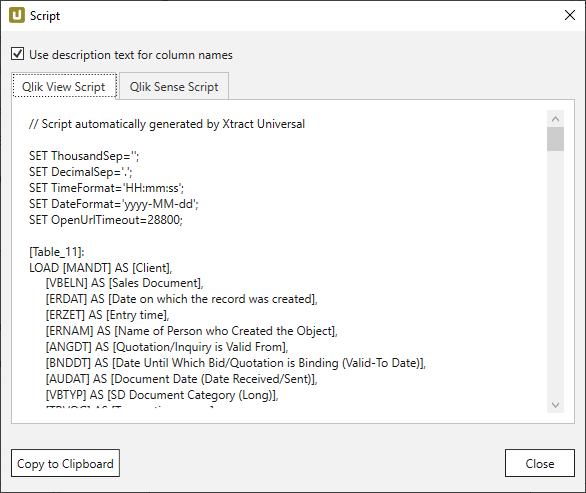 Script
Use description text for column names
Qlik View Script
Qlik Sense Script
// Script automatically generated by Xtract Universal
SET ThousandSep='';
SET DecimalSep='.';
SET TimeFormat='HH:mm:ss';
SET DateFormat='yyyy-MM-dd';
SET OpenUrlTimeout=28800;
[Table_11]:
LOAD [MANDT] AS [Client],
[VBELN] AS [Sales Document],
[ERDAT] AS [Date on which the record was created],
[ERZET] AS [Entry time],
[ERNAM] AS [Name of Person who Created the Object],
[ANGDT] AS [Quotation/Inquiry is Valid From],
[BNDDT] AS [Date Until Which Bid/Quotation is Binding (Valid-To Date)],
[AUDAT] AS [Document Date (Date Received/Sent)],
[VBTYP] AS [SD Document Category (Long)],
Copy to Clipboard
Close